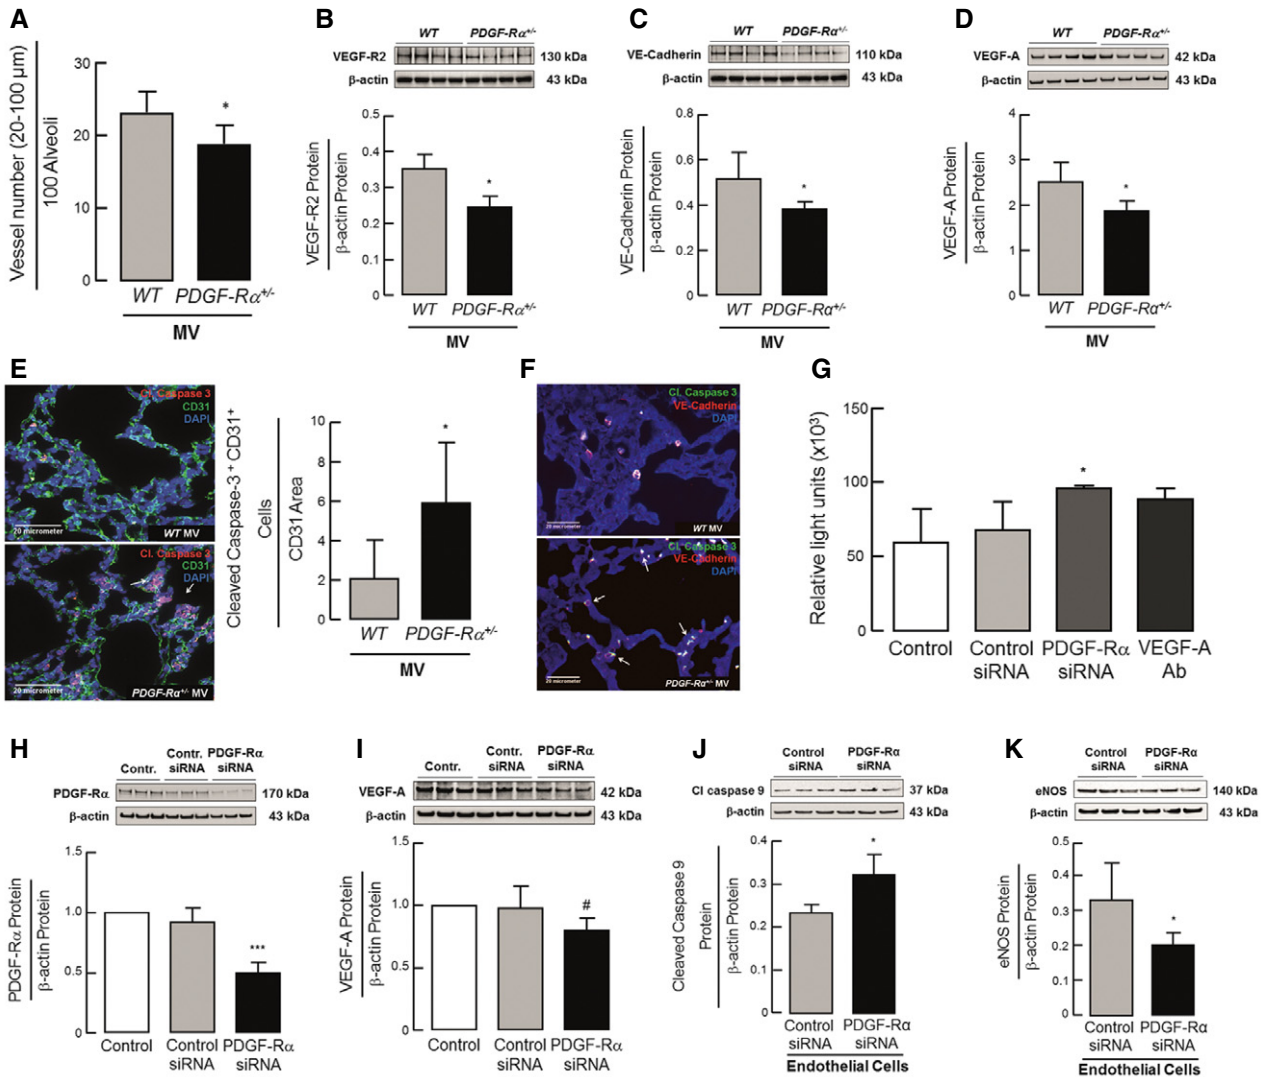 A
Vessel number (20-100 µm)
100 Alveoli
30
20
10
0
*
WT
PDGF-Rα+/-
MV
B
WT
PDGF-Rα+/-
VEGF-R2
130 kDa
β-actin
43 kDa
VEGF-R2 Protein
β-actin Protein
0.5
0.4
0.3
0.2
0.1
0
*
WT
PDGF-Rα+/-
MV
C
WT
PDGF-Rα+/-
VE-Cadherin
110 kDa
β-actin
43 kDa
VE-Cadherin Protein
β-actin Protein
0.8
0.6
0.4
0.2
0
*
WT
PDGF-Rα+/-
MV
D
WT
PDGF-Rα+/-
VEGF-A
42 kDa
β-actin
43 kDa
VEGF-A Protein
β-actin Protein
4
3
2
1
0
*
WT
PDGF-Rα+/-
MV
E
Cl. Caspase 3
CD31
DAPI
20 micrometer
WT MV
Cl. Caspase 3
CD31
DAPI
20 micrometer
PDGF-Rα+/- MV
Cleaved Caspase-3+ CD31+
Cells
CD31 Area
10
8
6
4
2
0
*
WT
PDGF-Rα+/-
MV
F
Cl. Caspase 3
VE-Cadherin
DAPI
20 micrometer
WT MV
Cl. Caspase 3
VE-Cadherin
DAPI
20 micrometer
PDGF-Rα+/- MV
G
Relative light units (x10³)
150
100
50
0
*
Control
Control
siRNA
PDGF-Rα
siRNA
VEGF-A
Ab
H
Contr.
Contr.
siRNA
PDGF-Rα
siRNA
PDGF-Rα
170 kDa
β-actin
43 kDa
PDGF-Rα Protein
β-actin Protein
1.5
1.0
0.5
0
***
Control
Control
siRNA
PDGF-Rα
siRNA
I
Contr.
Contr.
siRNA
PDGF-Rα
siRNA
VEGF-A
42 kDa
β-actin
43 kDa
VEGF-A Protein
β-actin Protein
1.5
1.0
0.5
0
#
Control
Control
siRNA
PDGF-Rα
siRNA
J
Control
siRNA
PDGF-Rα
siRNA
Cl caspase 9
37 kDa
β-actin
43 kDa
Cleaved Caspase 9
Protein
β-actin Protein
0.4
0.3
0.2
0.1
0
*
Control
siRNA
PDGF-Rα
siRNA
Endothelial Cells
K
Control
siRNA
PDGF-Rα
siRNA
eNOS
140 kDa
β-actin
43 kDa
eNOS Protein
β-actin Protein
0.5
0.4
0.3
0.2
0.1
0
*
Control
siRNA
PDGF-Rα
siRNA
Endothelial Cells